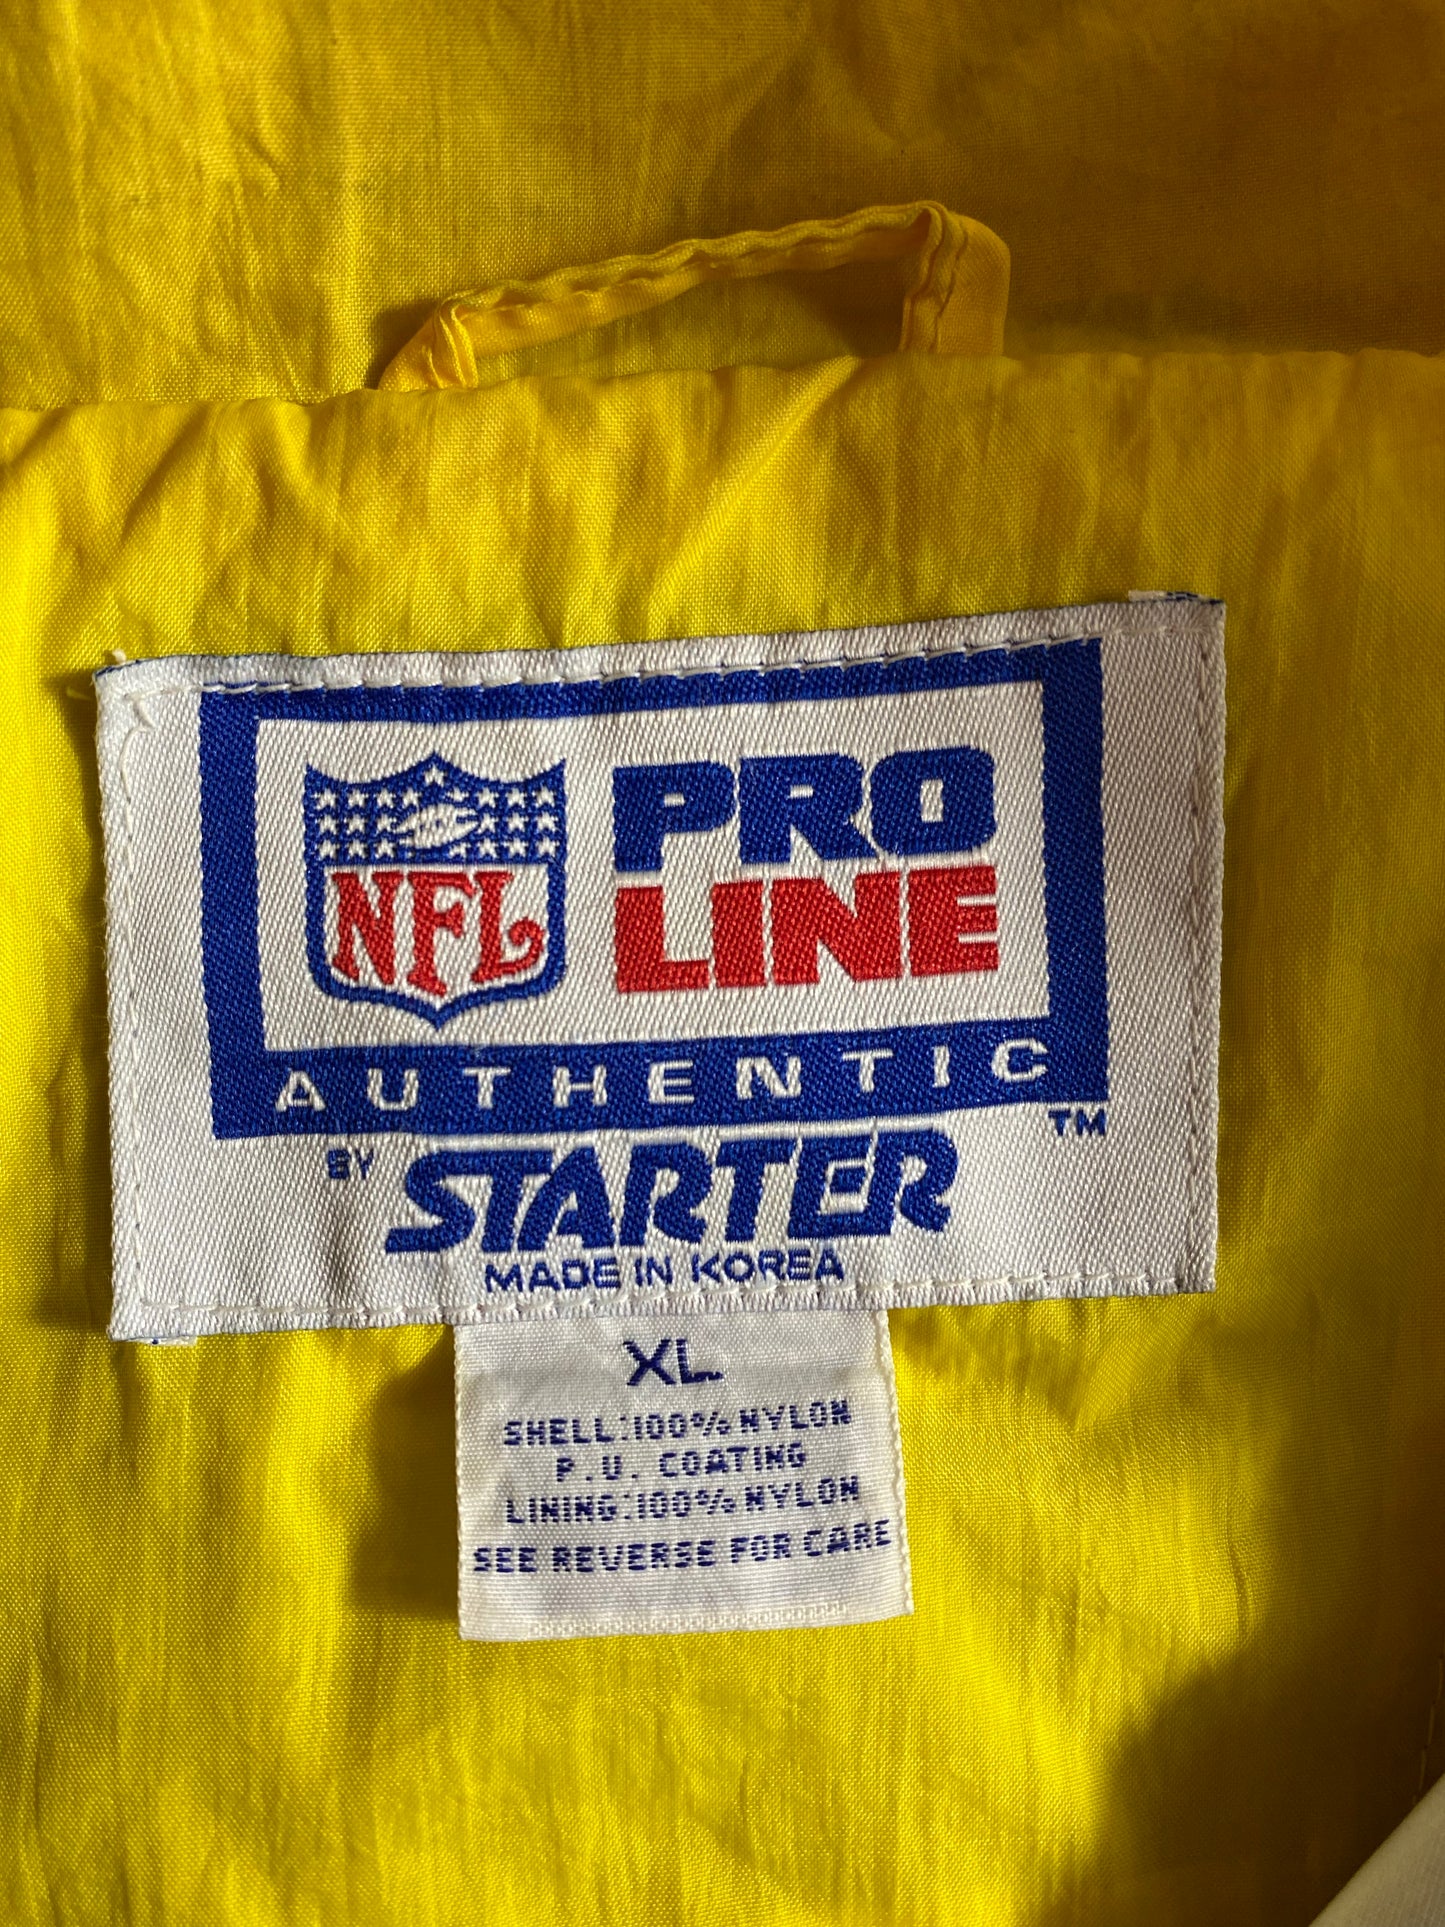 NFL
PRO
LINE
AUTHENTIC
TM
BY STARTER
MADE IN KOREA
XL
SHELL:100% NYLON
P.U. COATING
LINING:100% NYLON
SEE REVERSE FOR CARE